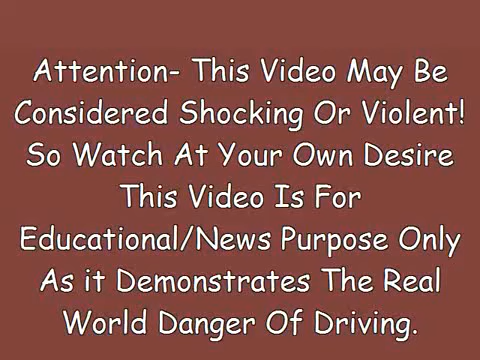 Attention- This Video May Be
Considered Shocking Or Violent!
So Watch At Your Own Desire
This Video Is For
Educational/News Purpose Only
As it Demonstrates The Real
World Danger Of Driving.